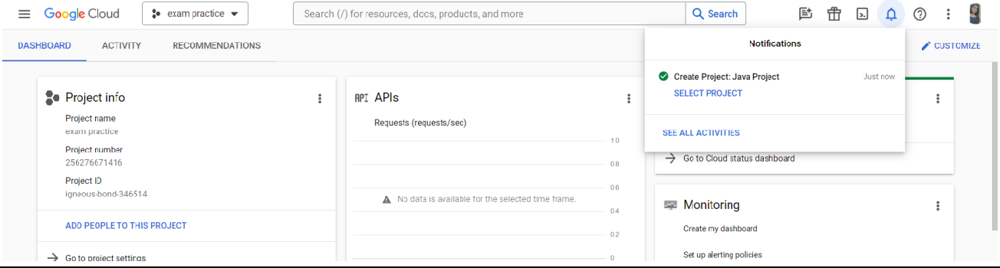 Google Cloud
exam practice
Search (/) for resources, docs, products, and more
Search
DASHBOARD
ACTIVITY
RECOMMENDATIONS
CUSTOMIZE
Notifications
Create Project: Java Project
Just now
SELECT PROJECT
SEE ALL ACTIVITIES
Project info
Project name
exam practice
Project number
256276671416
Project ID
igneous-bond-346514
ADD PEOPLE TO THIS PROJECT
Go to project settings
API APIs
Requests (requests/sec)
1.0
0.8
0.6
No data is available for the selected time frame.
0.4
0.2
0
Go to Cloud status dashboard
Monitoring
Create my dashboard
Set up alerting policies